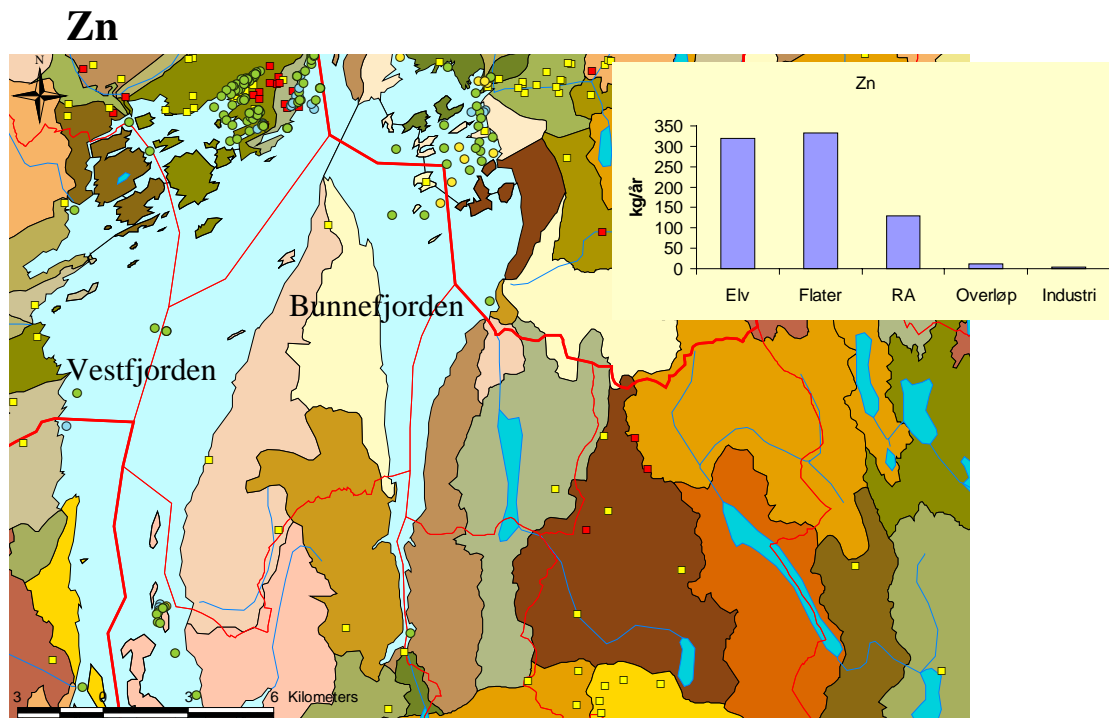 Zn
N
Zn
kg/år
350
300
250
200
150
100
50
0
Elv Flater RA Overløp Industri
Bunnefjorden
Vestfjorden
3 0 3 6 Kilometers